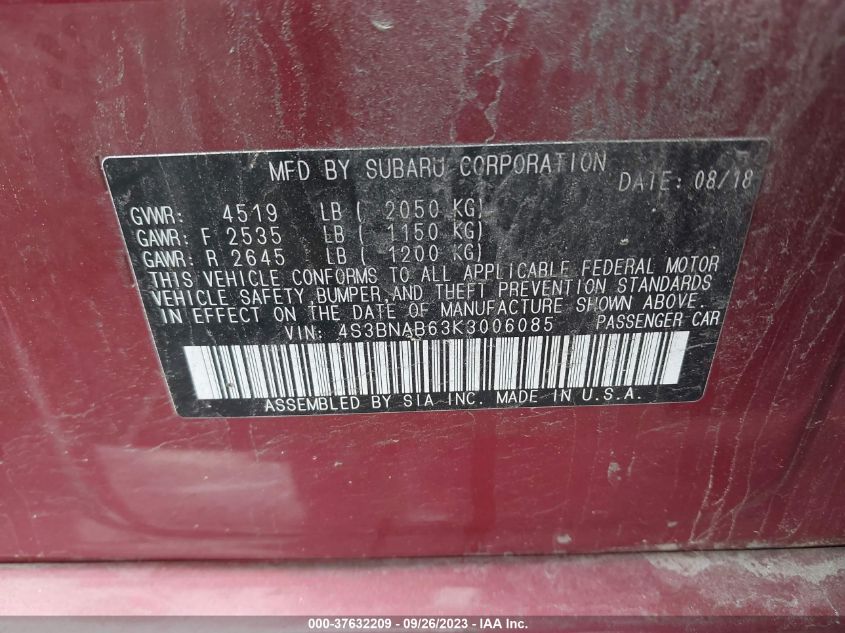 MFD BY SUBARU CORPORATION DATE: 08/18
GVWR: 4519 LB ( 2050 KG)
GAWR: F 2535 LB ( 1150 KG)
GAWR: R 2645 LB ( 1200 KG)
THIS VEHICLE CONFORMS TO ALL APPLICABLE FEDERAL MOTOR
VEHICLE SAFETY, BUMPER, AND THEFT PREVENTION STANDARDS
IN EFFECT ON THE DATE OF MANUFACTURE SHOWN ABOVE.
VIN: 4S3BNAB63K3006085 PASSENGER CAR
ASSEMBLED BY SIA INC. MADE IN U.S.A.
000-37632209 - 09/26/2023 - © IAA Inc.